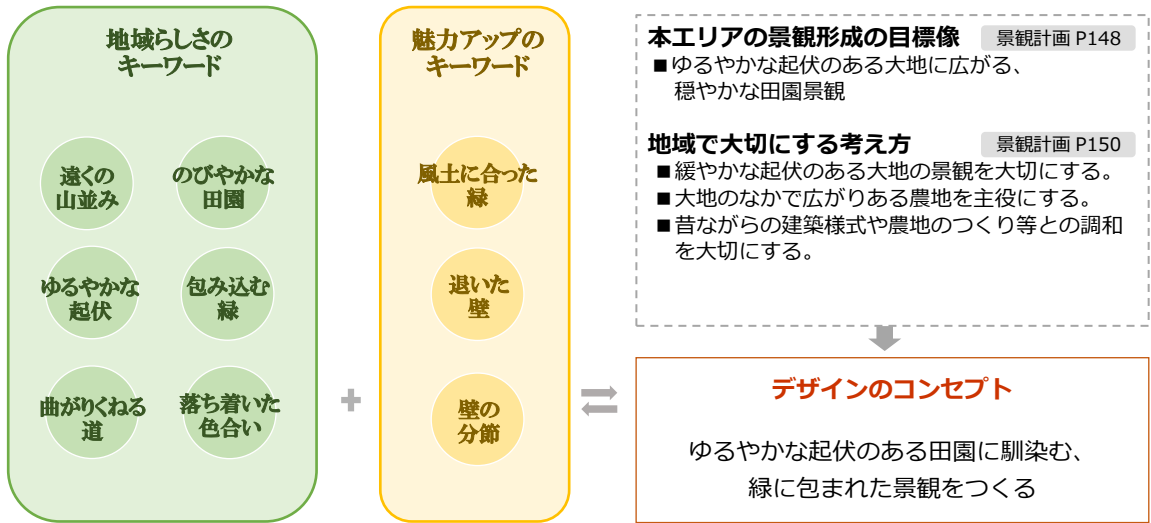 地域らしさの
キーワード
遠くの
山並み
のびやかな
田園
ゆるやかな
起伏
包み込む
緑
曲がりくねる
道
落ち着いた
色合い
+
魅力アップの
キーワード
風土に合った
緑
退いた
壁
壁の
分節
本エリアの景観形成の目標像 景観計画 P148
■ゆるやかな起伏のある大地に広がる、
穏やかな田園景観
地域で大切にする考え方 景観計画 P150
■緩やかな起伏のある大地の景観を大切にする。
■大地のなかで広がりある農地を主役にする。
■昔ながらの建築様式や農地のつくり等との調和
を大切にする。
デザインのコンセプト
ゆるやかな起伏のある田園に馴染む、
緑に包まれた景観をつくる